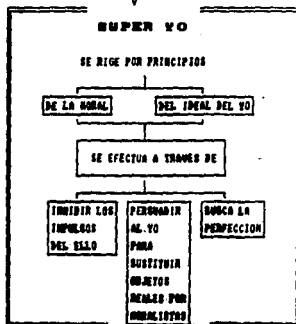 SUPER YO
SE RIGE POR PRINCIPIOS
DE LA MORAL
DEL IDEAL DEL YO
SE EFECTUA A TRAVES DE
INHIBIR LOS
IMPULSOS
DEL ELLO
PERSUADIR
AL YO
PARA
SUSTITUIR
OBJETOS
REALES POR
MORALISTAS
BUSCA LA
PERFECCION